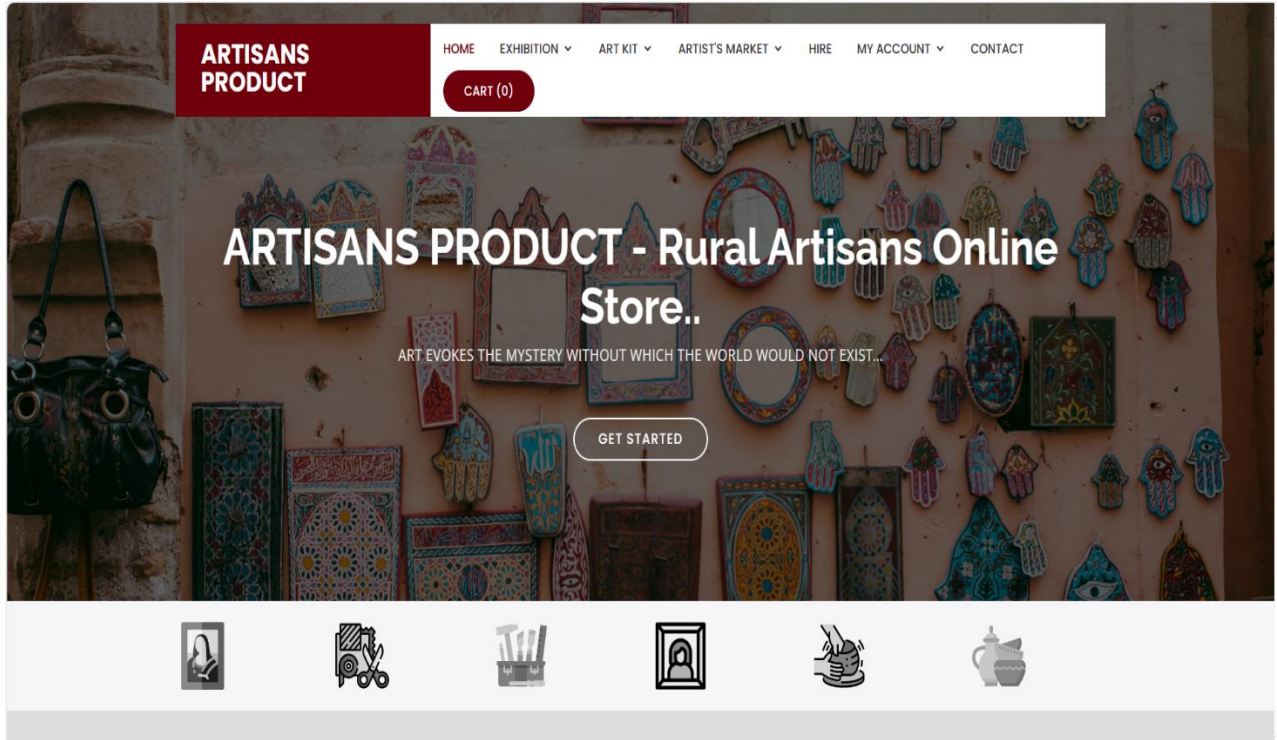 ARTISANS
PRODUCT
HOME EXHIBITION ART KIT ARTIST'S MARKET HIRE MY ACCOUNT CONTACT
CART (0)
ARTISANS PRODUCT - Rural Artisans Online
Store..
ART EVOKES THE MYSTERY WITHOUT WHICH THE WORLD WOULD NOT EXIST...
GET STARTED